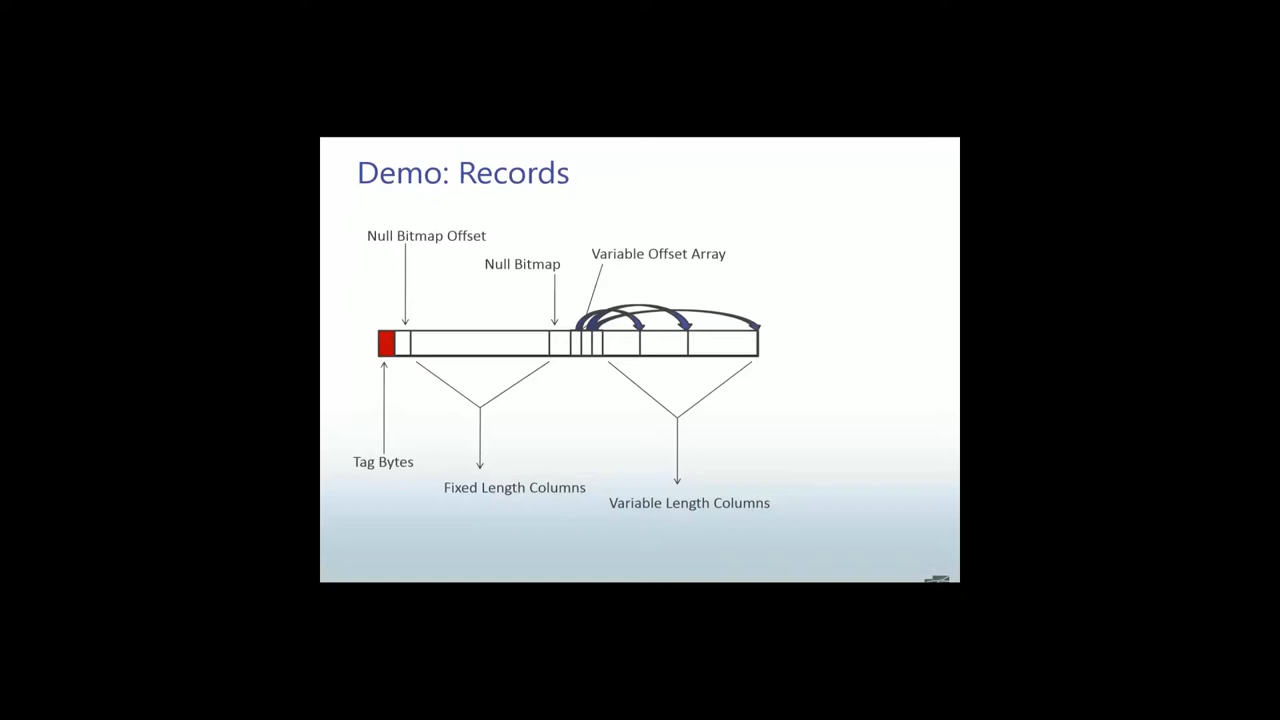 Demo: Records
Null Bitmap Offset
Variable Offset Array
Null Bitmap
Tag Bytes
Fixed Length Columns
Variable Length Columns